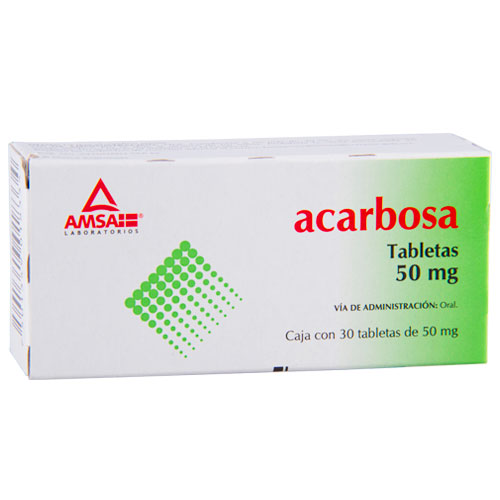 AMSA
LABORATORIOS
acarbosa
Tabletas
50 mg
VÍA DE ADMINISTRACIÓN: Oral.
Caja con 30 tabletas de 50 mg